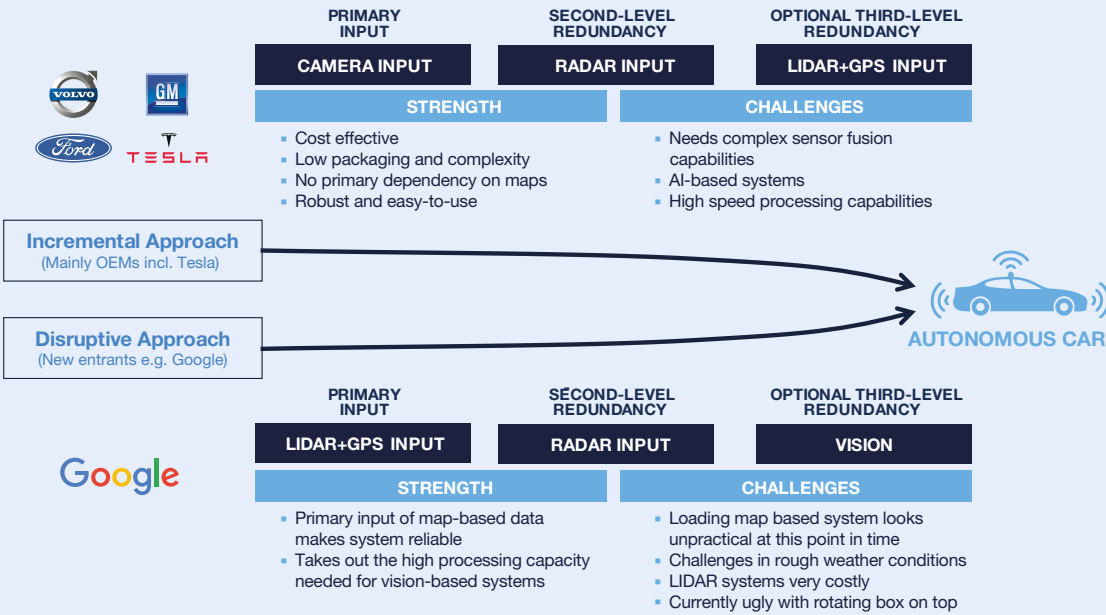 PRIMARY
INPUT
SECOND-LEVEL
REDUNDANCY
OPTIONAL THIRD-LEVEL
REDUNDANCY
CAMERA INPUT
RADAR INPUT
LIDAR+GPS INPUT
VOLVO
GM
Ford
TESLA
STRENGTH
Cost effective
Low packaging and complexity
No primary dependency on maps
Robust and easy-to-use
CHALLENGES
Needs complex sensor fusion
capabilities
AI-based systems
High speed processing capabilities
Incremental Approach
(Mainly OEMs incl. Tesla)
Disruptive Approach
(New entrants e.g. Google)
AUTONOMOUS CAR
PRIMARY
INPUT
SECOND-LEVEL
REDUNDANCY
OPTIONAL THIRD-LEVEL
REDUNDANCY
LIDAR+GPS INPUT
RADAR INPUT
VISION
Google
STRENGTH
Primary input of map-based data
makes system reliable
Takes out the high processing capacity
needed for vision-based systems
CHALLENGES
Loading map based system looks
unpractical at this point in time
Challenges in rough weather conditions
LIDAR systems very costly
Currently ugly with rotating box on top